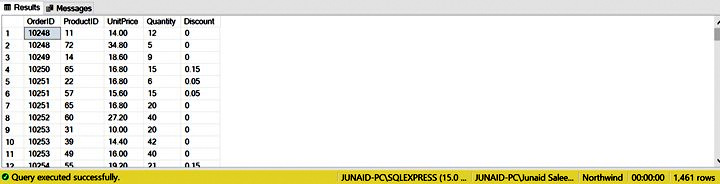 Results Messages
OrderID ProductID UnitPrice Quantity Discount
1 10248 11 14.00 12 0
2 10248 72 34.80 5 0
3 10249 14 18.60 9 0
4 10250 65 16.80 15 0.15
5 10251 22 16.80 6 0.05
6 10251 57 15.60 15 0.05
7 10251 65 16.80 20 0
8 10252 60 27.20 40 0
9 10253 31 10.00 20 0
10 10253 39 14.40 42 0
11 10253 49 16.00 40 0
12 10254 55 19.20 21 0.15
Query executed successfully. JUNAID-PC\SQLEXPRESS (15.0 ... JUNAID-PC\Junaid Salee... Northwind 00:00:00 1,461 rows